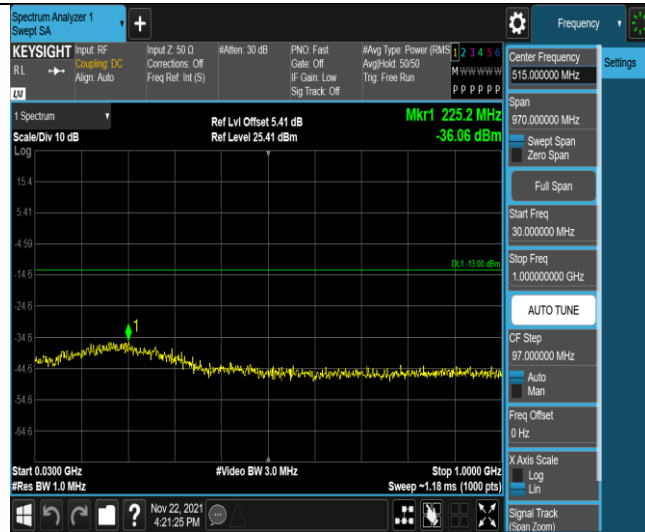 Spectrum Analyzer 1
Swept SA
+
Frequency
KEYSIGHT
Input: RF
Input Z: 50 Ω
#Atten: 30 dB
PNO: Fast
#Avg Type: Power (RMS
1 2 3 4 5 6
R L
Coupling: DC
Corrections: Off
Gate: Off
Avg|Hold: 50/50
M W W W W W
Align: Auto
Freq Ref: Int (S)
IF Gain: Low
Trig: Free Run
Sig Track: Off
P P P P P P
LXI
1 Spectrum
Ref Lvl Offset 5.41 dB
Mkr1 225.2 MHz
Scale/Div 10 dB
Ref Level 25.41 dBm
-36.06 dBm
Log
15.4
5.41
-4.59
DL1 -13.00 dBm
-14.6
-24.6
1
-34.6
-44.6
-54.6
-64.6
Start 0.0300 GHz
#Video BW 3.0 MHz
Stop 1.0000 GHz
#Res BW 1.0 MHz
Sweep ~1.18 ms (1000 pts)
?
Nov 22, 2021
4:21:25 PM
Center Frequency
515.000000 MHz
Settings
Span
970.000000 MHz
Swept Span
Zero Span
Full Span
Start Freq
30.000000 MHz
Stop Freq
1.000000000 GHz
AUTO TUNE
CF Step
97.000000 MHz
Auto
Man
Freq Offset
0 Hz
X Axis Scale
Log
Lin
Signal Track
(Span Zoom)